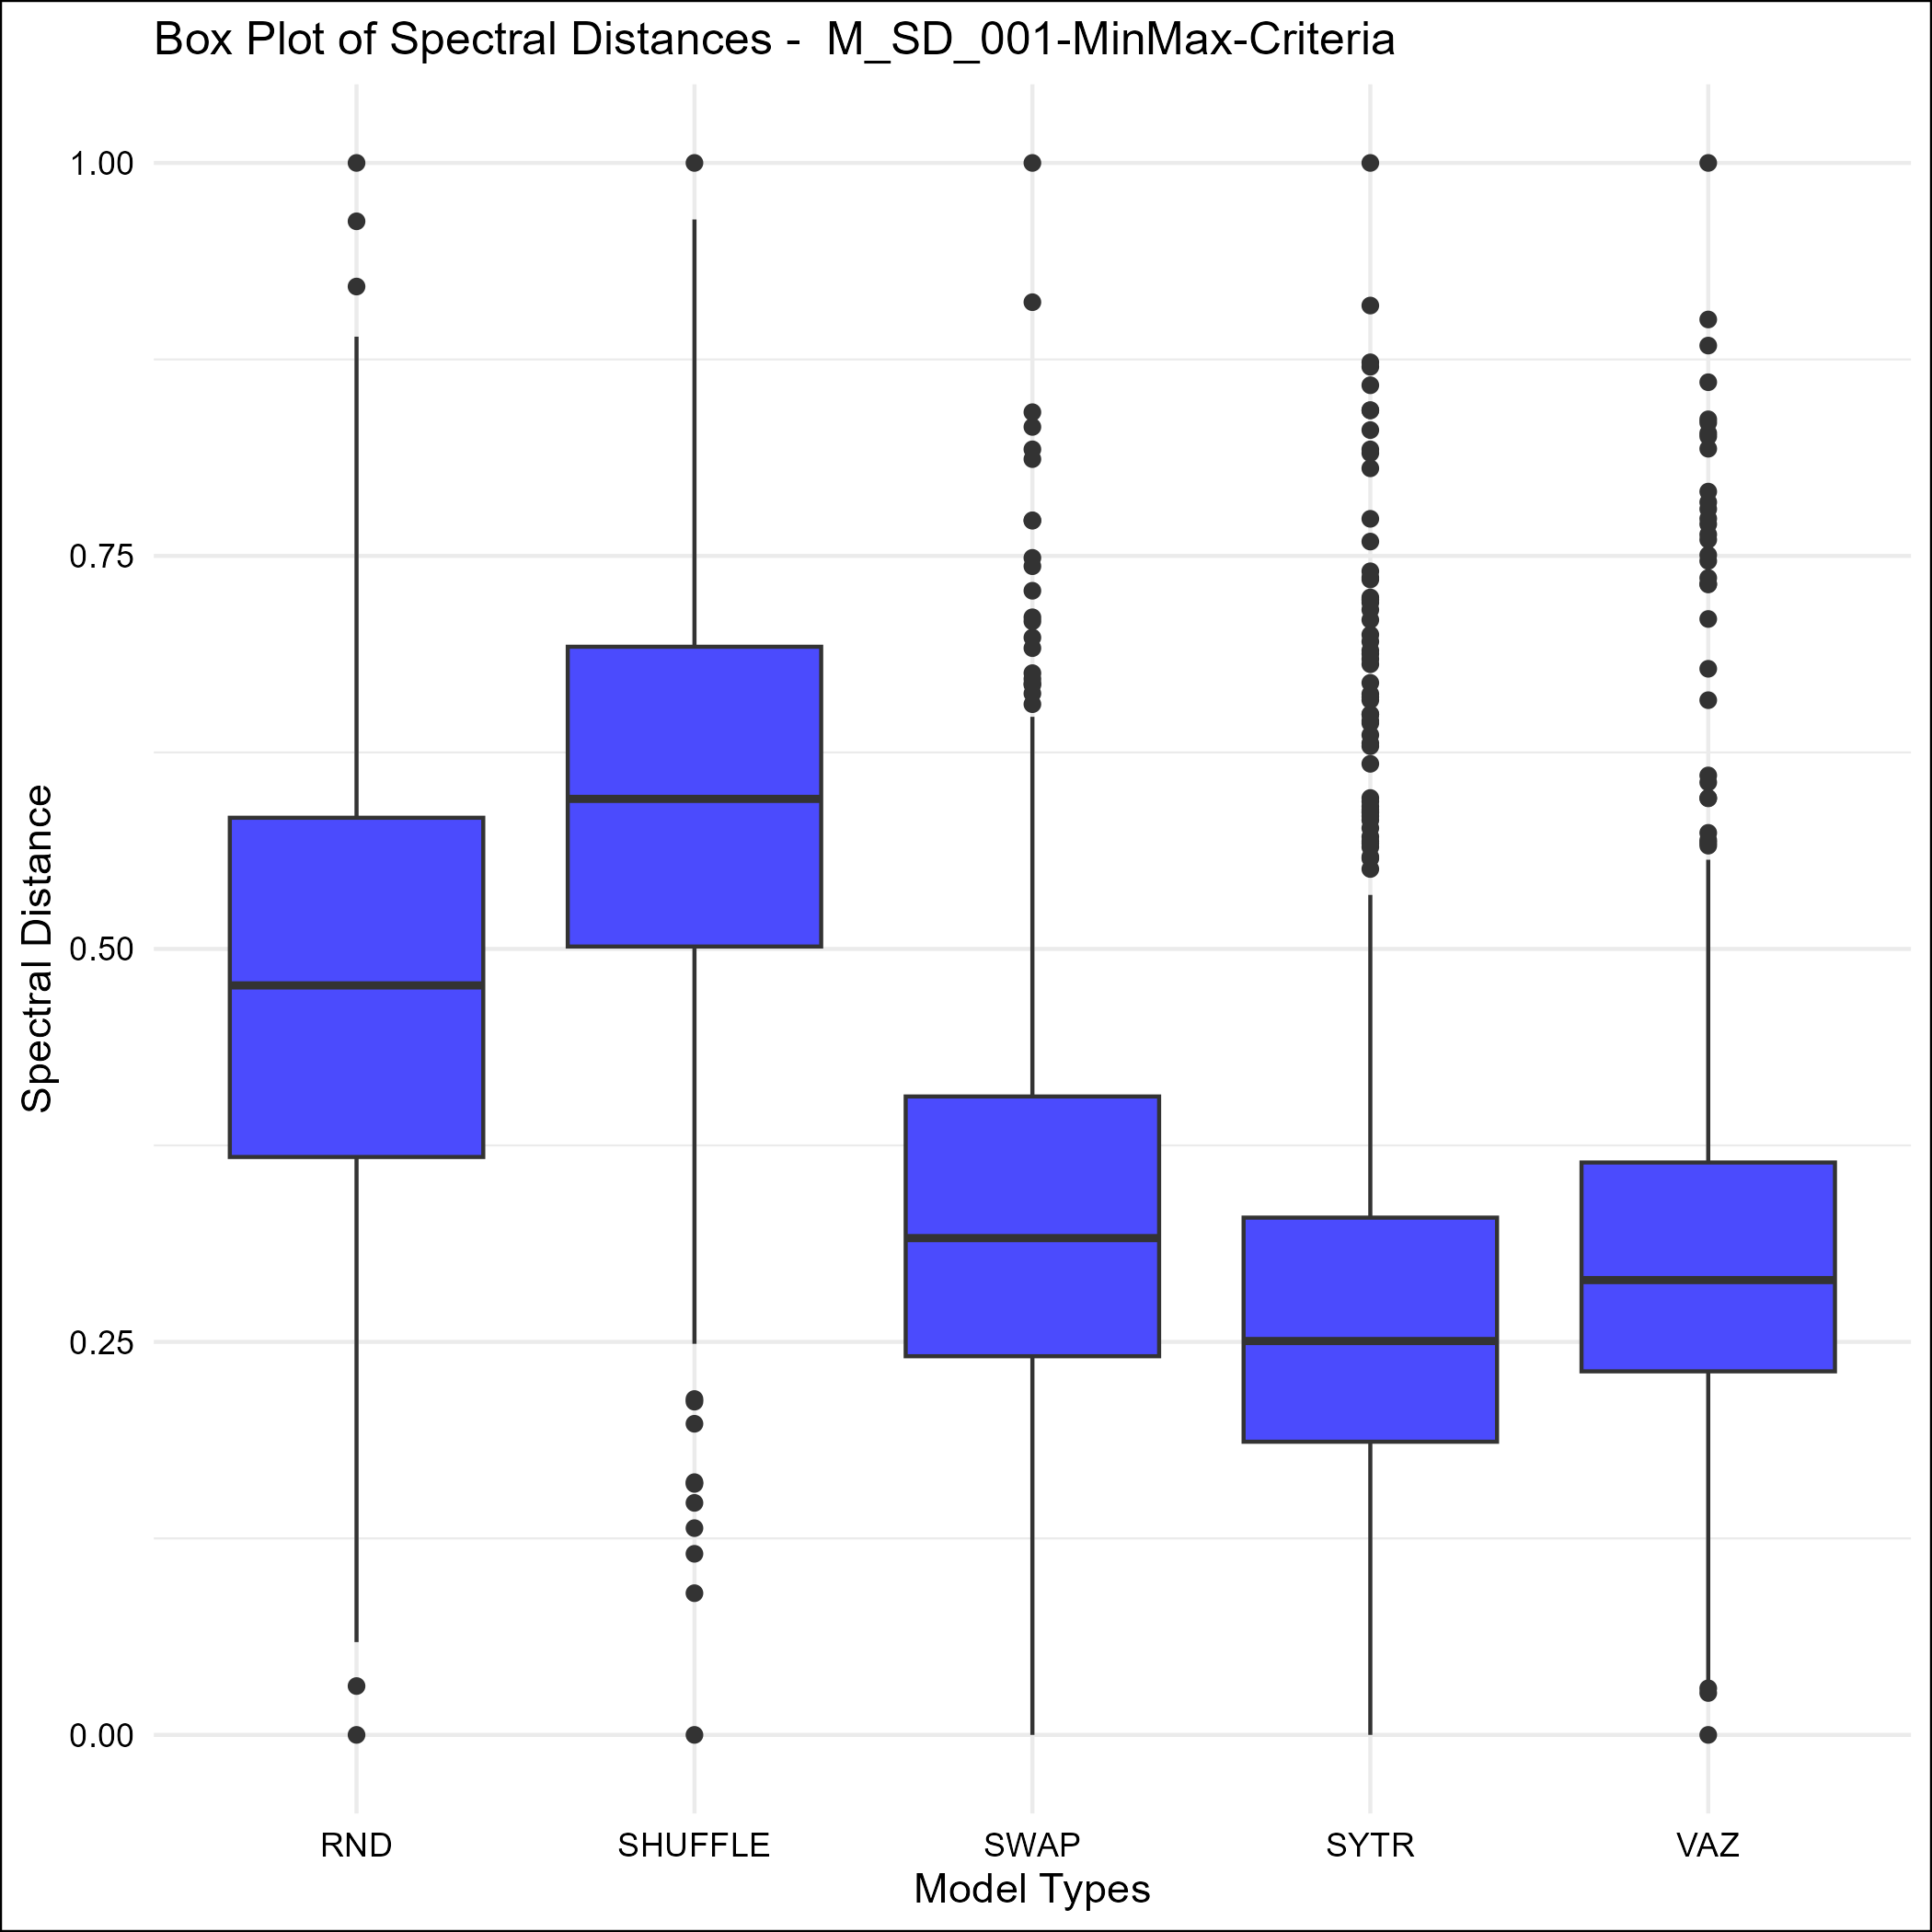 Box Plot of Spectral Distances -  M_SD_001-MinMax-Criteria
Spectral Distance
1.00
0.75
0.50
0.25
0.00
RND SHUFFLE SWAP SYTR VAZ
Model Types